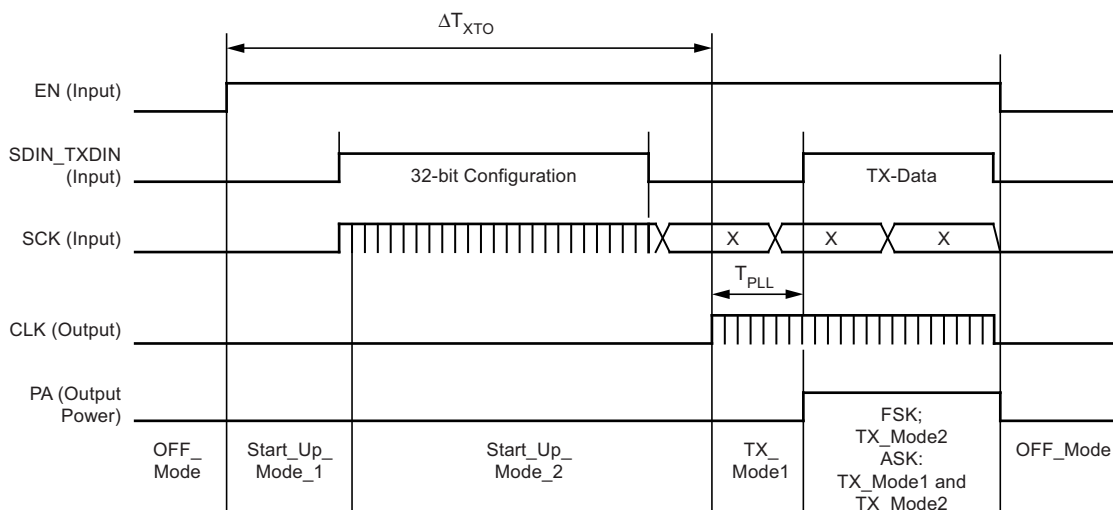 ΔT_XTO
EN (Input)
SDIN_TXDIN
(Input)
32-bit Configuration
TX-Data
SCK (Input)
X
X
X
T_PLL
CLK (Output)
PA (Output
Power)
OFF_
Mode
Start_Up_
Mode_1
Start_Up_
Mode_2
TX_
Mode1
FSK;
TX_Mode2
ASK:
TX_Mode1 and
TX_Mode2
OFF_Mode